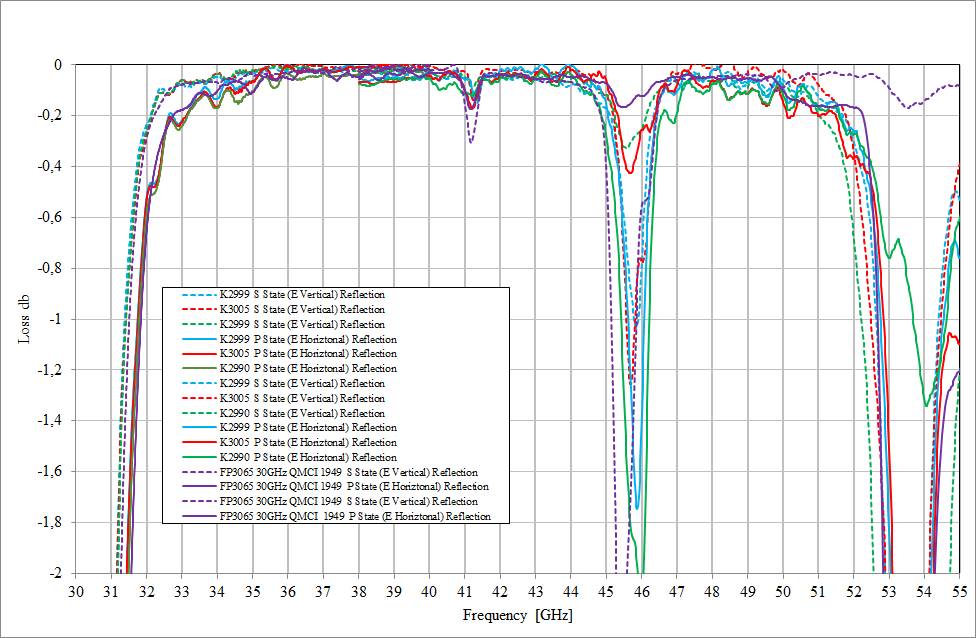 0
-0,2
-0,4
-0,6
-0,8
-1
-1,2
-1,4
-1,6
-1,8
-2
Loss db
K2999 S State (E Vertical) Reflection
K3005 S State (E Vertical) Reflection
K2999 S State (E Vertical) Reflection
K2999 P State (E Horiztonal) Reflection
K3005 P State (E Horiztonal) Reflection
K2990 P State (E Horiztonal) Reflection
K2999 S State (E Vertical) Reflection
K3005 S State (E Vertical) Reflection
K2990 S State (E Vertical) Reflection
K2999 P State (E Horiztonal) Reflection
K3005 P State (E Horiztonal) Reflection
K2990 P State (E Horiztonal) Reflection
FP3065 30GHz QMCI 1949 S State (E Vertical) Reflection
FP3065 30GHz QMCI 1949 P State (E Horiztonal) Reflection
FP3065 30GHz QMCI 1949 S State (E Vertical) Reflection
FP3065 30GHz QMCI 1949 P State (E Horiztonal) Reflection
30 31 32 33 34 35 36 37 38 39 40 41 42 43 44 45 46 47 48 49 50 51 52 53 54 55
Frequency [GHz]